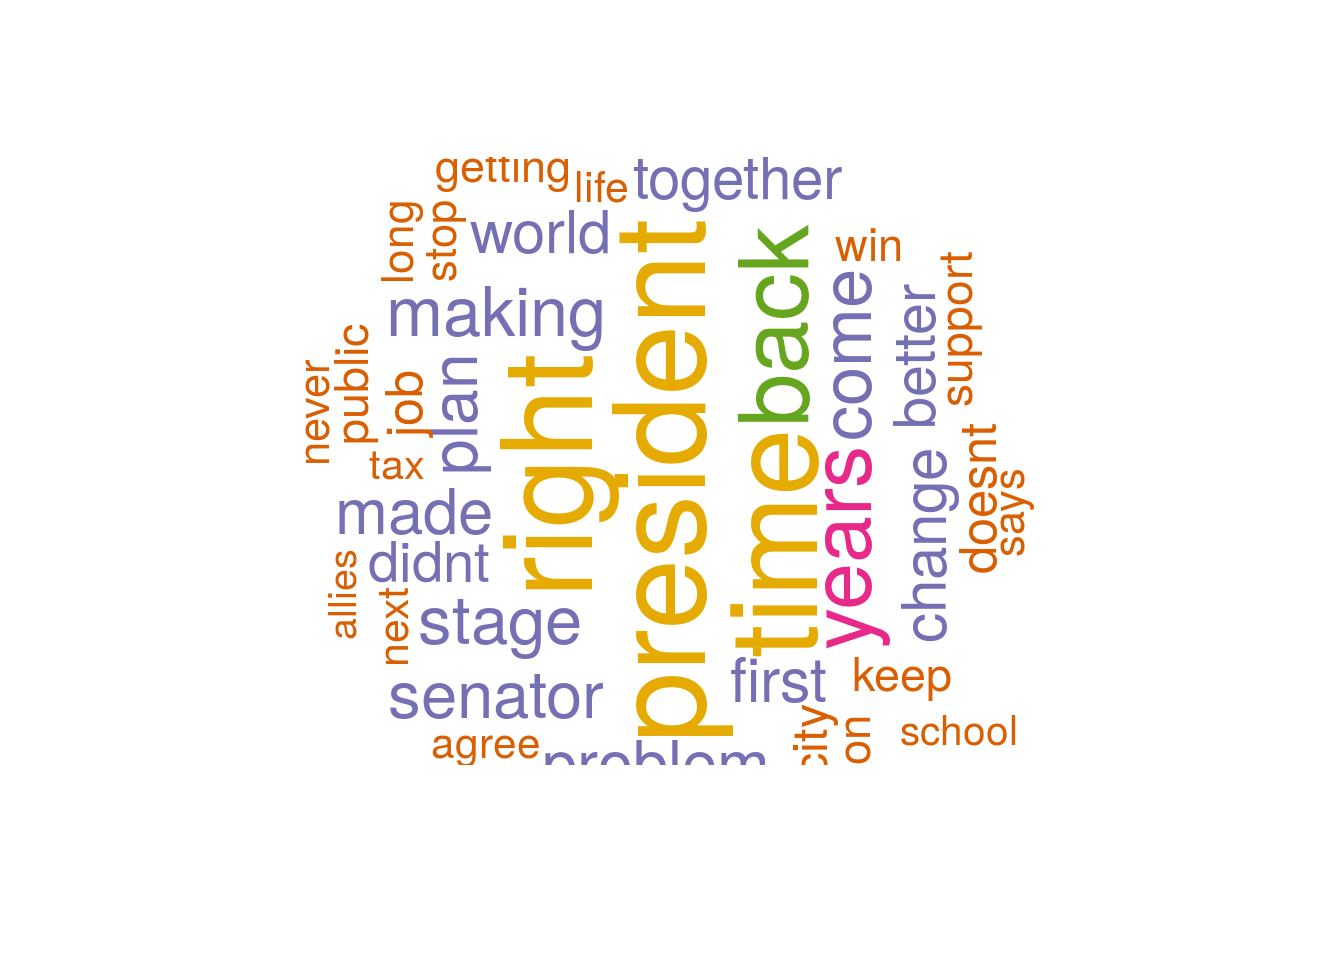 getting
life
together
long
stop
world
win
making
president
back
come
better
support
never
public
job
plan
right
time
years
change
doesnt
says
tax
made
didnt
allies
next
stage
senator
first
keep
agree
problem
city
on
school